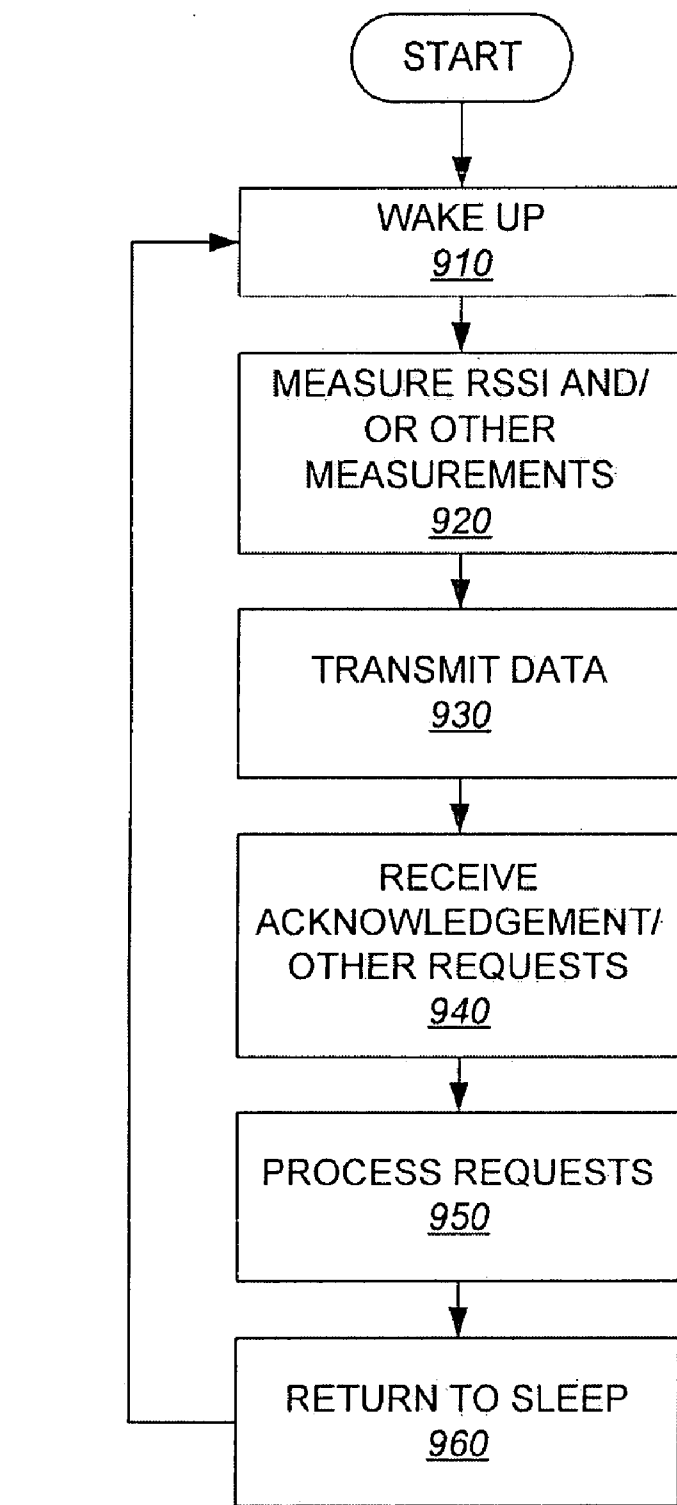 START
WAKE UP
910
MEASURE RSSI AND/
OR OTHER
MEASUREMENTS
920
TRANSMIT DATA
930
RECEIVE
ACKNOWLEDGEMENT/
OTHER REQUESTS
940
PROCESS REQUESTS
950
RETURN TO SLEEP
960